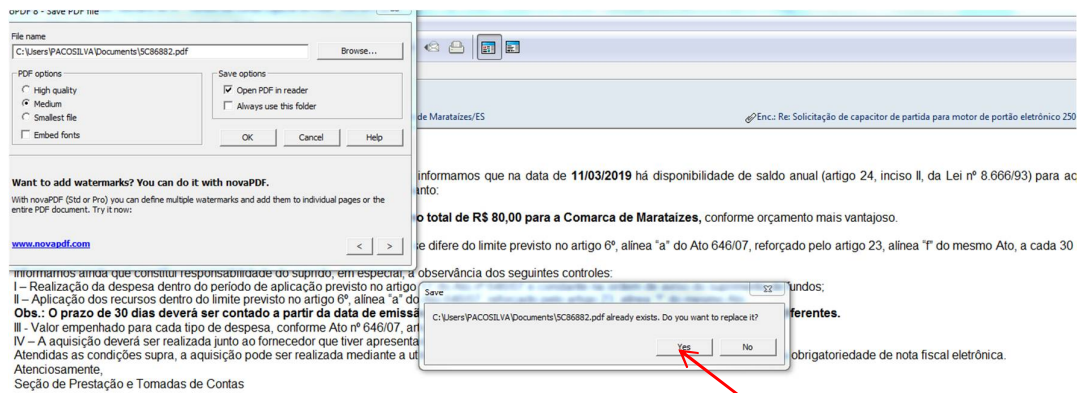 oPDF 8 - Save PDF file
File name
C:\Users\PACOSILVA\Documents\5C86882.pdf
Browse...
PDF options
High quality
Medium
Smallest file
Embed fonts
Save options
Open PDF in reader
Always use this folder
OK
Cancel
Help
Want to add watermarks? You can do it with novaPDF.
With novaPDF (Std or Pro) you can define multiple watermarks and add them to individual pages or the
entire PDF document. Try it now:
www.novapdf.com
<
>
de Marataízes/ES
Enc.: Re: Solicitação de capacitor de partida para motor de portão eletrônico 250
informamos que na data de 11/03/2019 há disponibilidade de saldo anual (artigo 24, inciso II, da Lei nº 8.666/93) para ac
anto:
o total de R$ 80,00 para a Comarca de Marataizes, conforme orçamento mais vantajoso.
se difere do limite previsto no artigo 6º, alínea "a" do Ato 646/07, reforçado pelo artigo 23, alínea "f" do mesmo Ato, a cada 30
Informamos ainda que constitui responsabilidade do suprido, em especial, a observância dos seguintes controles:
I – Realização da despesa dentro do período de aplicação previsto no artigo
fundos;
II – Aplicação dos recursos dentro do limite previsto no artigo 6º, alínea "a" do
Obs.: O prazo de 30 dias deverá ser contado a partir da data de emissã
ferentes.
III - Valor empenhado para cada tipo de despesa, conforme Ato nº 646/07, art
IV – A aquisição deverá ser realizada junto ao fornecedor que tiver apresenta
Atendidas as condições supra, a aquisição pode ser realizada mediante a ut
obrigatoriedade de nota fiscal eletrônica.
Atenciosamente,
Seção de Prestação e Tomadas de Contas
Save
C:\Users\PACOSILVA\Documents\5C86882.pdf already exists. Do you want to replace it?
Yes
No